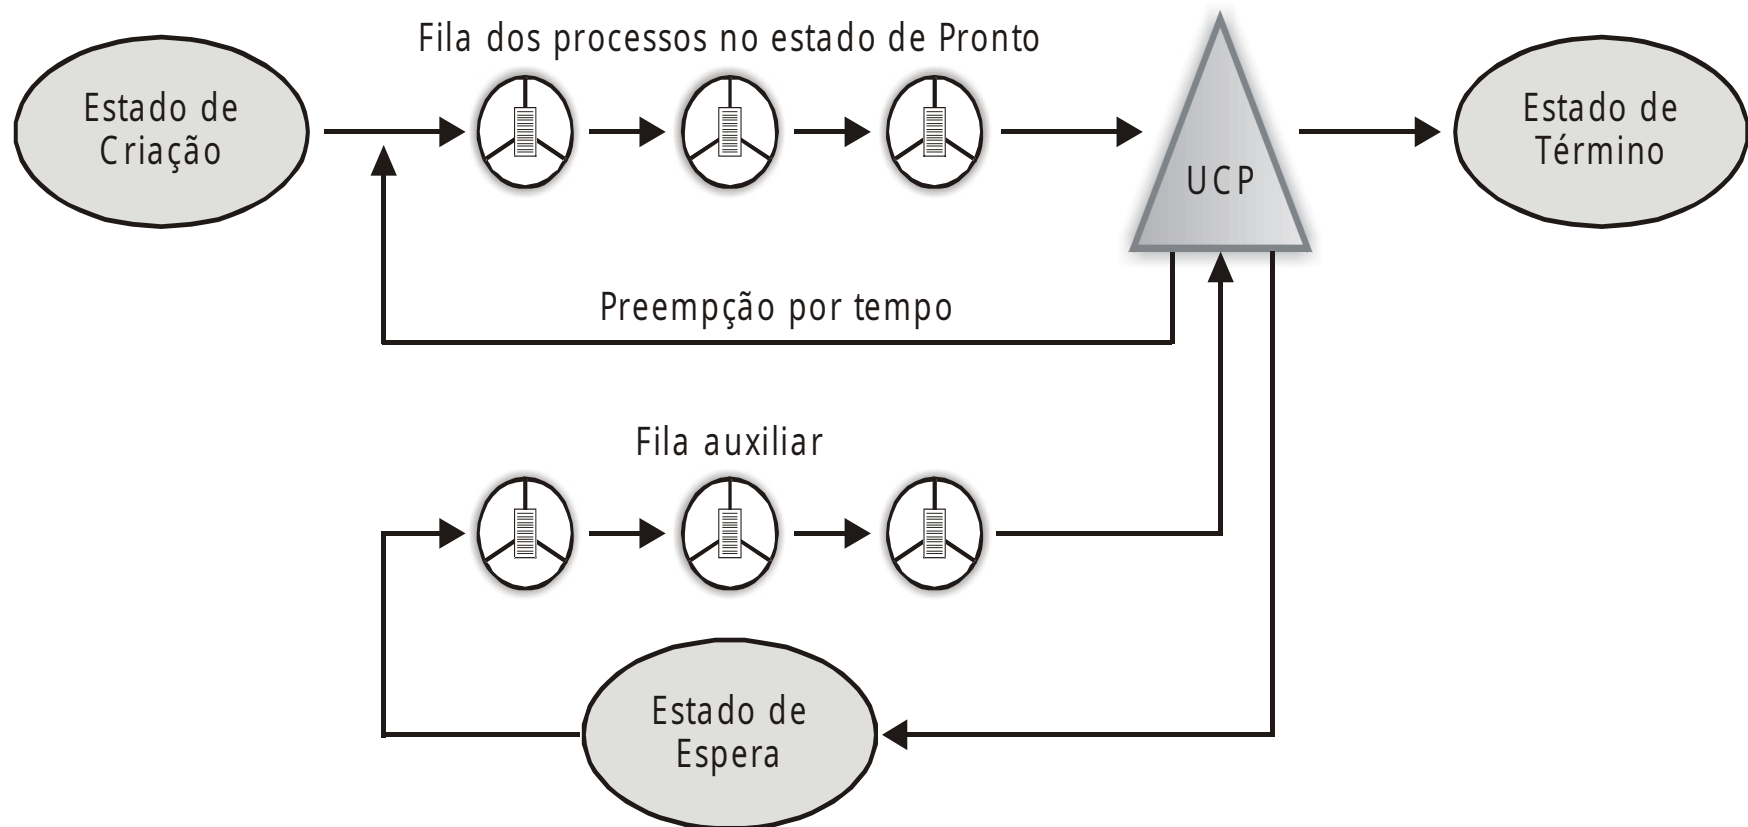 Fila dos processos no estado de Pronto
Estado de
Criação
UCP
Estado de
Término
Preempção por tempo
Fila auxiliar
Estado de
Espera